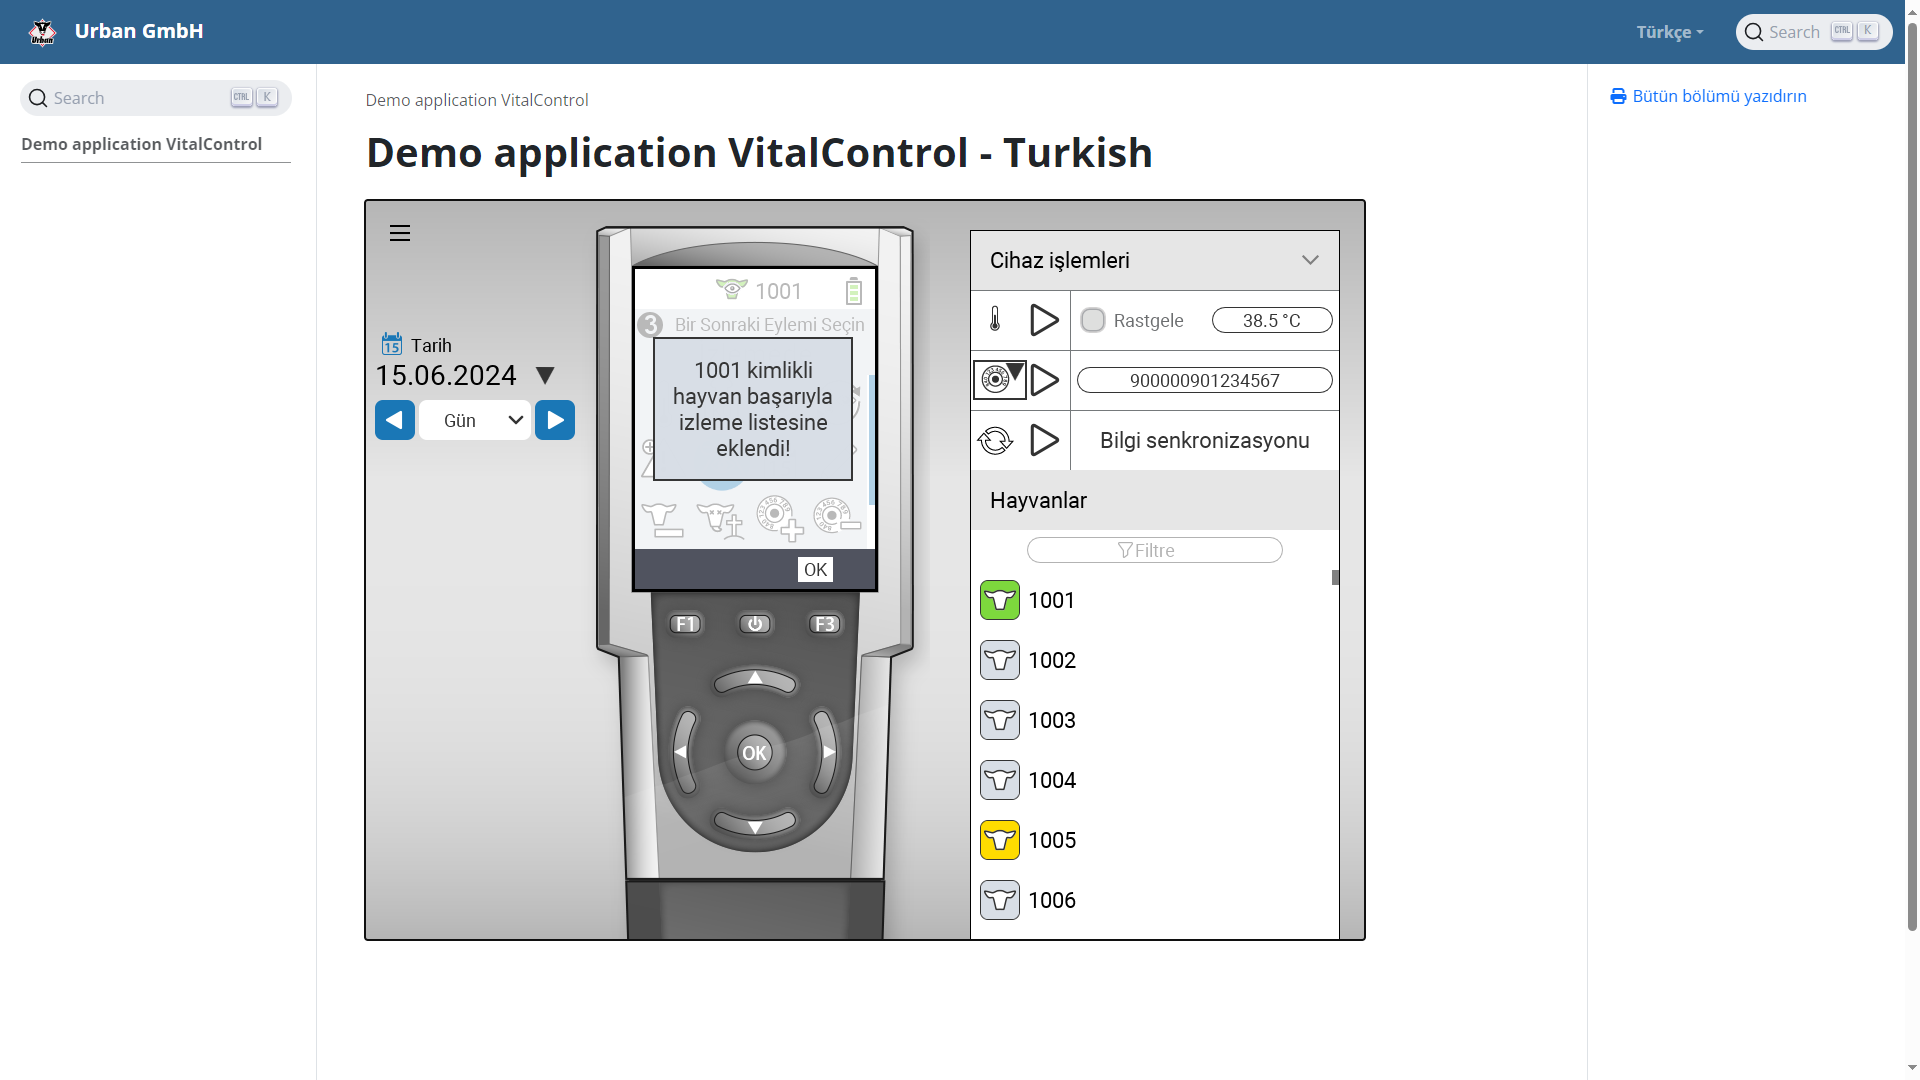 Urban GmbH
Türkçe
Search CTRL K
Search CTRL K
Demo application VitalControl
Demo application VitalControl
Demo application VitalControl - Turkish
Bütün bölümü yazıdırın
15 Tarih
15.06.2024
Gün
1001
3 Bir Sonraki Eylemi Seçin
1001 kimlikli
hayvan başarıyla
izleme listesine
eklendi!
OK
F1
F3
OK
Cihaz işlemleri
Rastgele
38.5 °C
900000901234567
Bilgi senkronizasyonu
Hayvanlar
Filtre
1001
1002
1003
1004
1005
1006